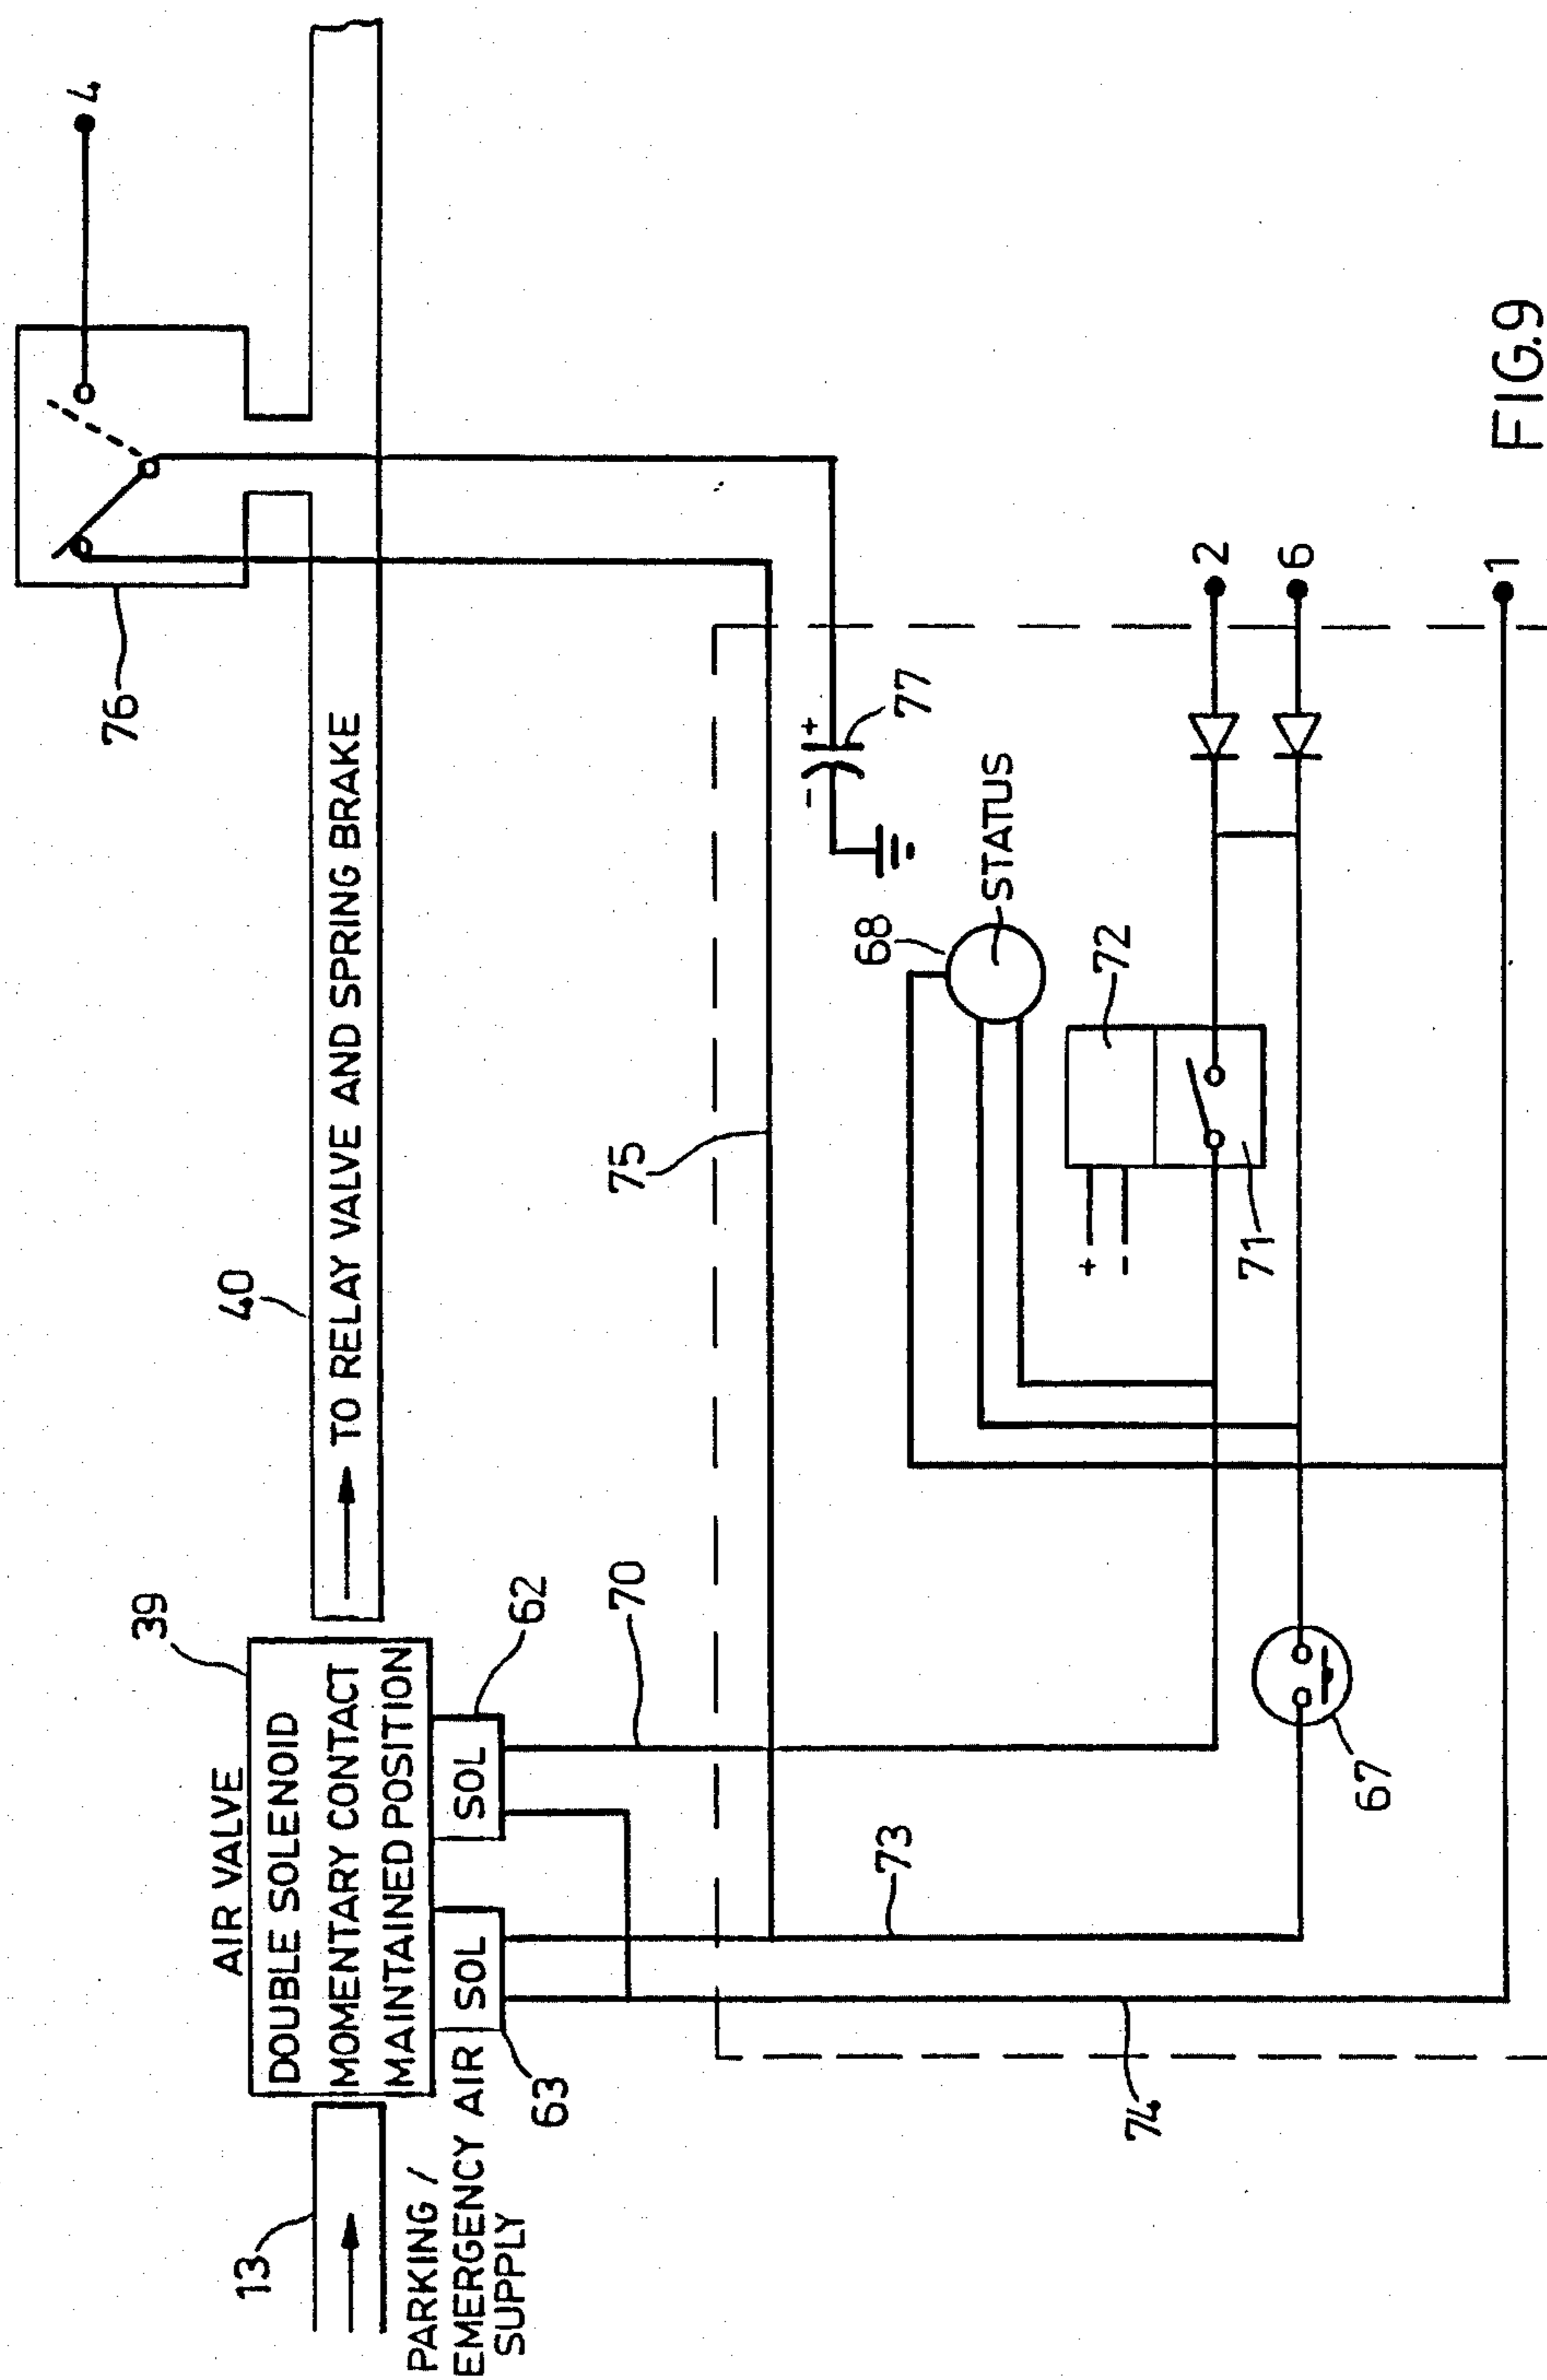 AIR VALVE
39
DOUBLE SOLENOID
MOMENTARY CONTACT
MAINTAINED POSITION
13
PARKING /
EMERGENCY AIR
SUPPLY
SOL
SOL
63
62
40
TO RELAY VALVE AND SPRING BRAKE
76
4
70
75
73
74
77
- +
68
STATUS
72
+
-
71
67
2
6
1
FIG.9